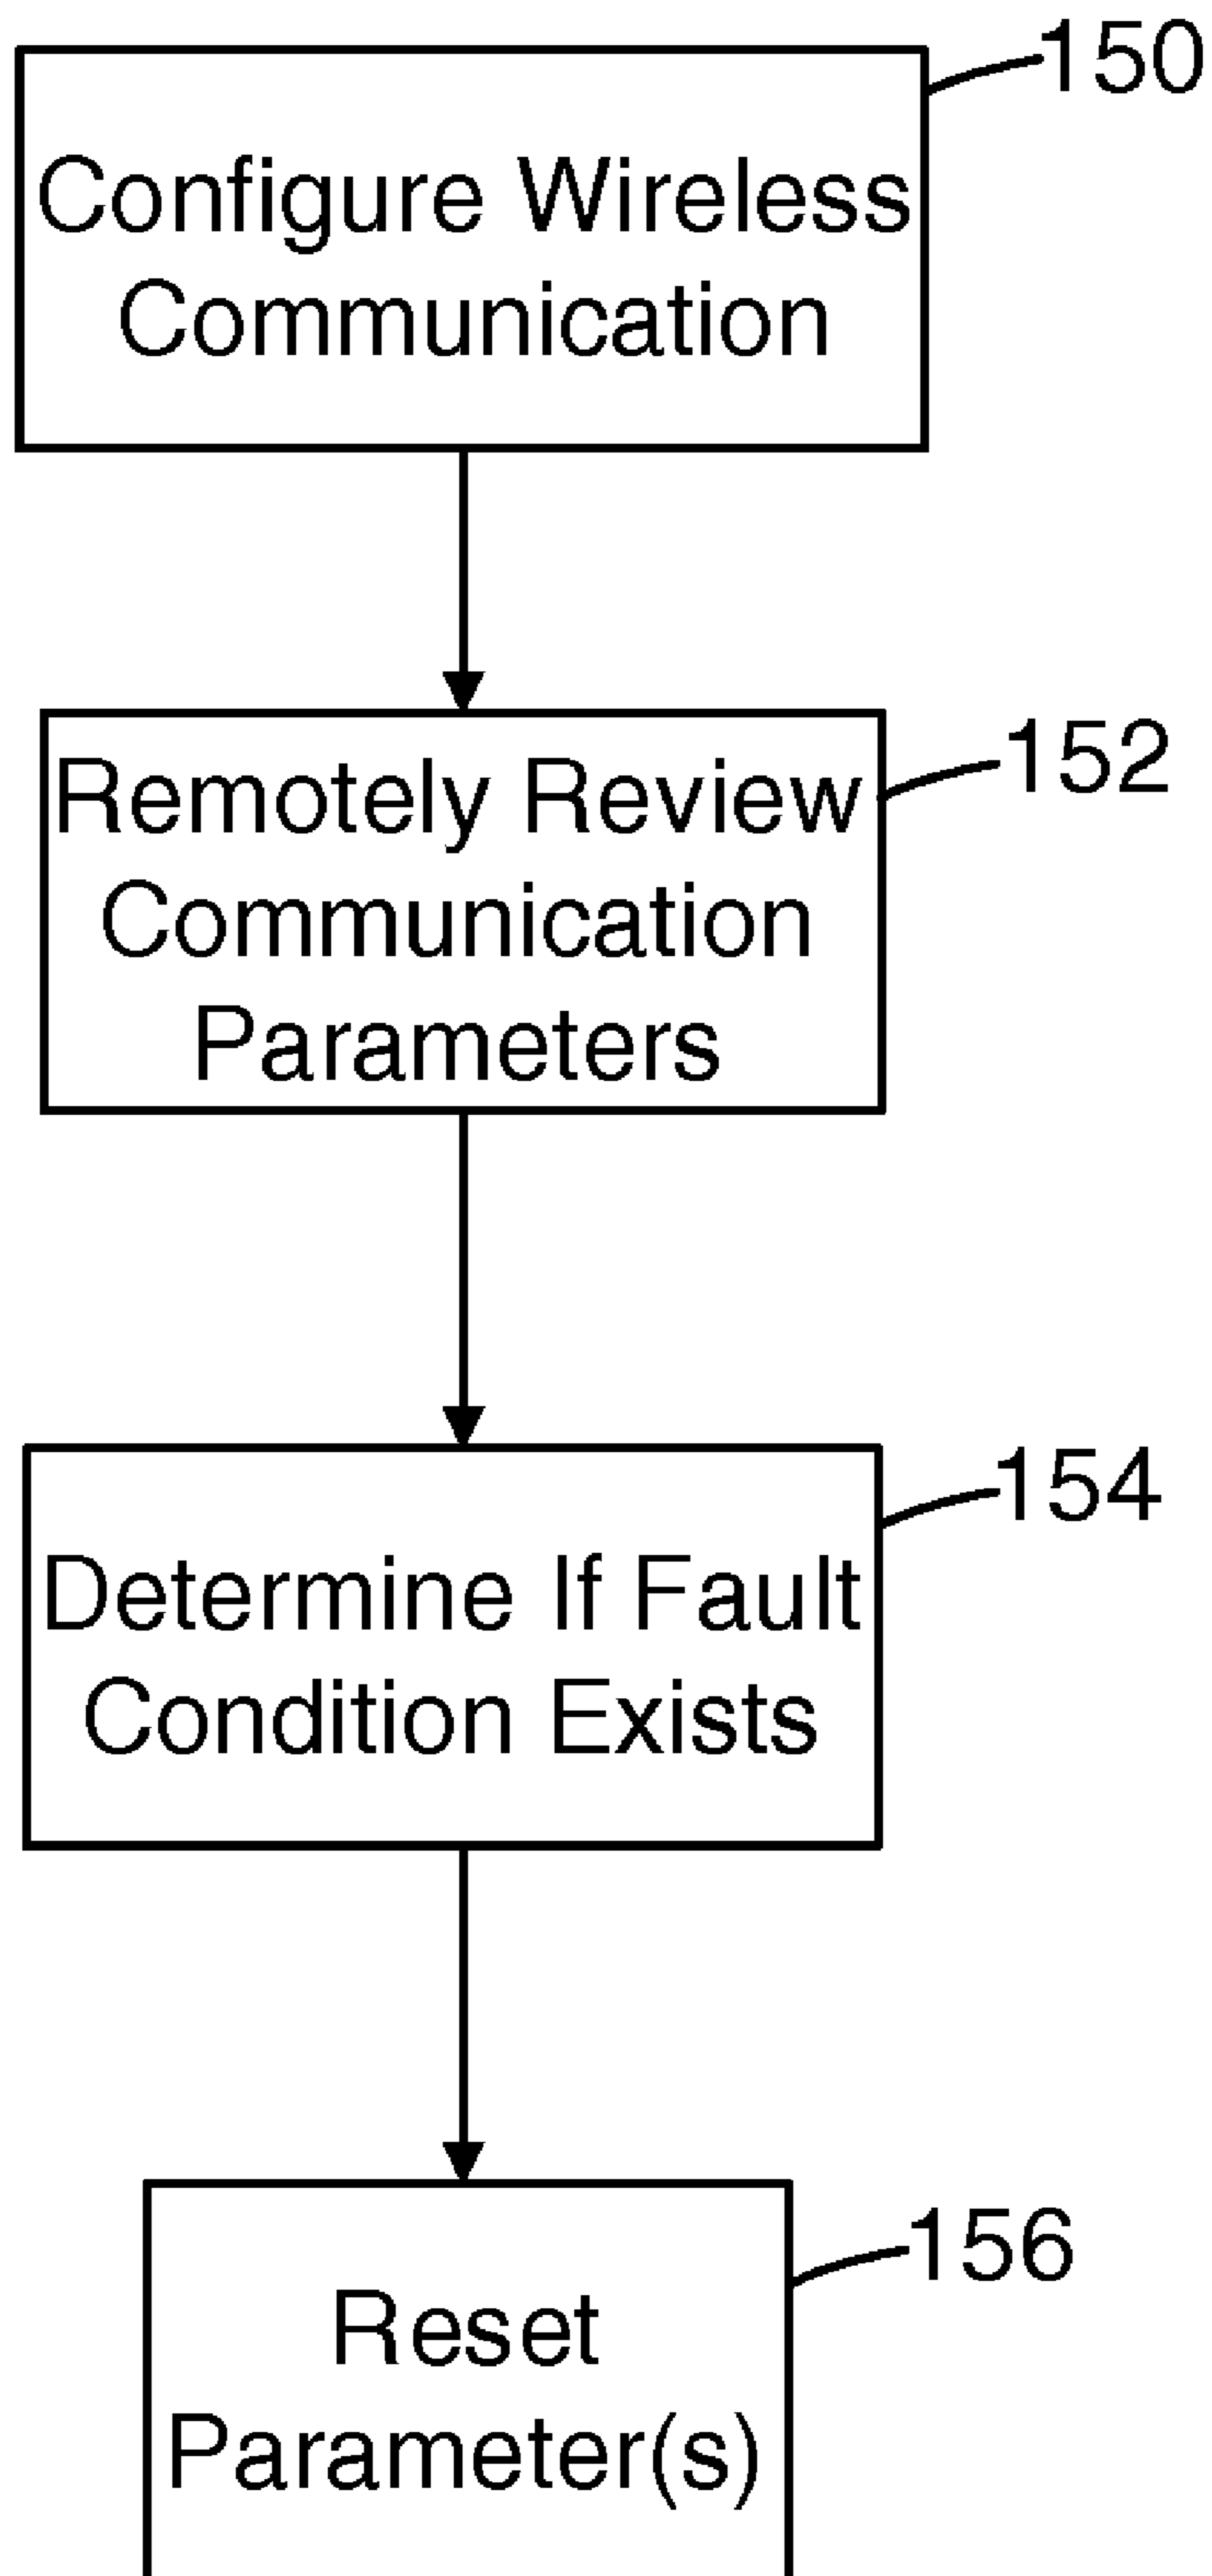 150
Configure Wireless
Communication
152
Remotely Review
Communication
Parameters
154
Determine If Fault
Condition Exists
156
Reset
Parameter(s)